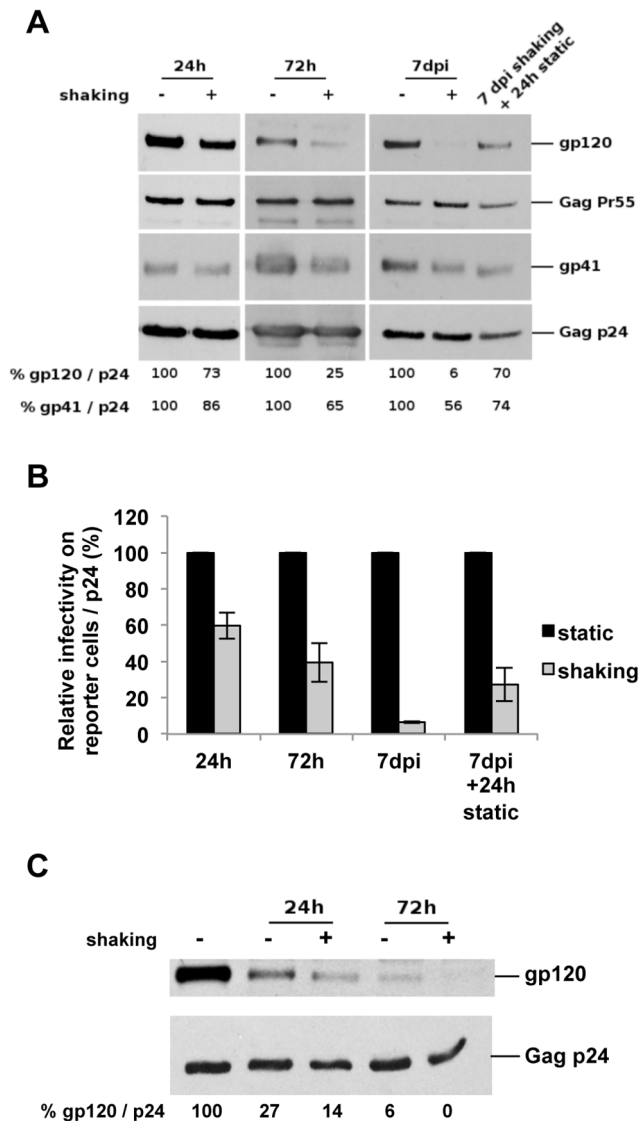 A
24h 72h 7dpi 7 dpi shaking + 24h static
shaking - + - + - +
gp120
Gag Pr55
gp41
Gag p24
% gp120 / p24 100 73 100 25 100 6 70
% gp41 / p24 100 86 100 65 100 56 74
B
Relative infectivity on reporter cells / p24 (%)
120
100
80
60
40
20
0
static
shaking
24h 72h 7dpi 7dpi
+24h
static
C
24h 72h
shaking - - + - +
gp120
Gag p24
% gp120 / p24 100 27 14 6 0